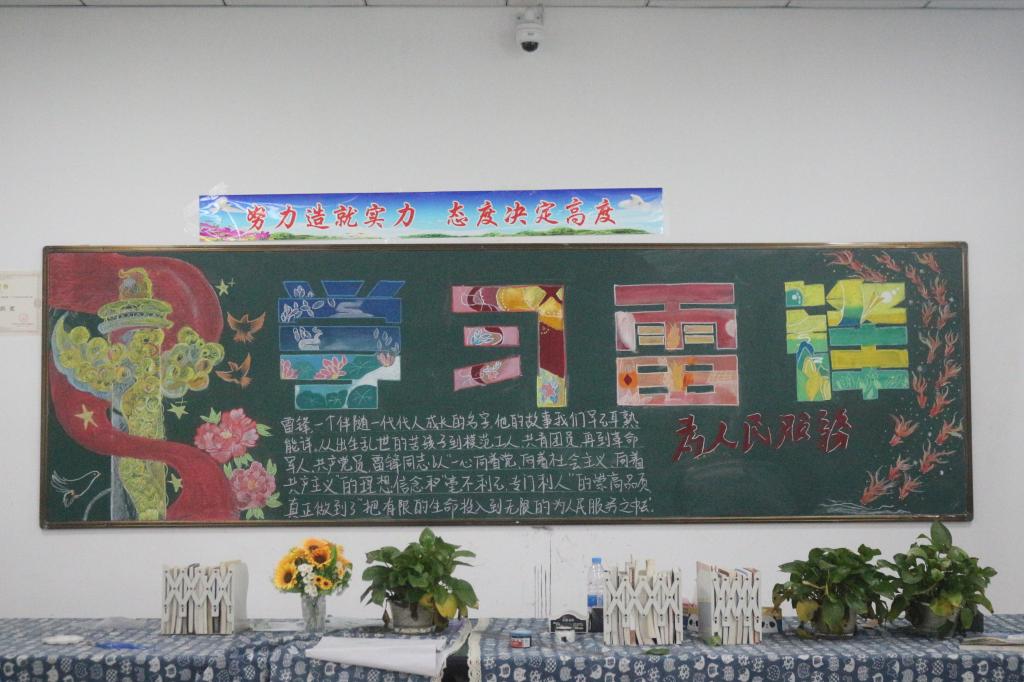 努力造就实力 态度决定高度
学习雷锋
为人民服务
雷锋,一个伴随一代代人成长的名字,他的故事我们早已耳熟
能详。从出生乱世的苦孩子到模范工人、共青团员,再到革命
军人、共产党员,雷锋同志以“一心向着党、向着社会主义、向着
共产主义”的理想信念和“毫不利己、专门利人”的崇高品质
真正做到了“把有限的生命投入到无限的为人民服务之中去”。